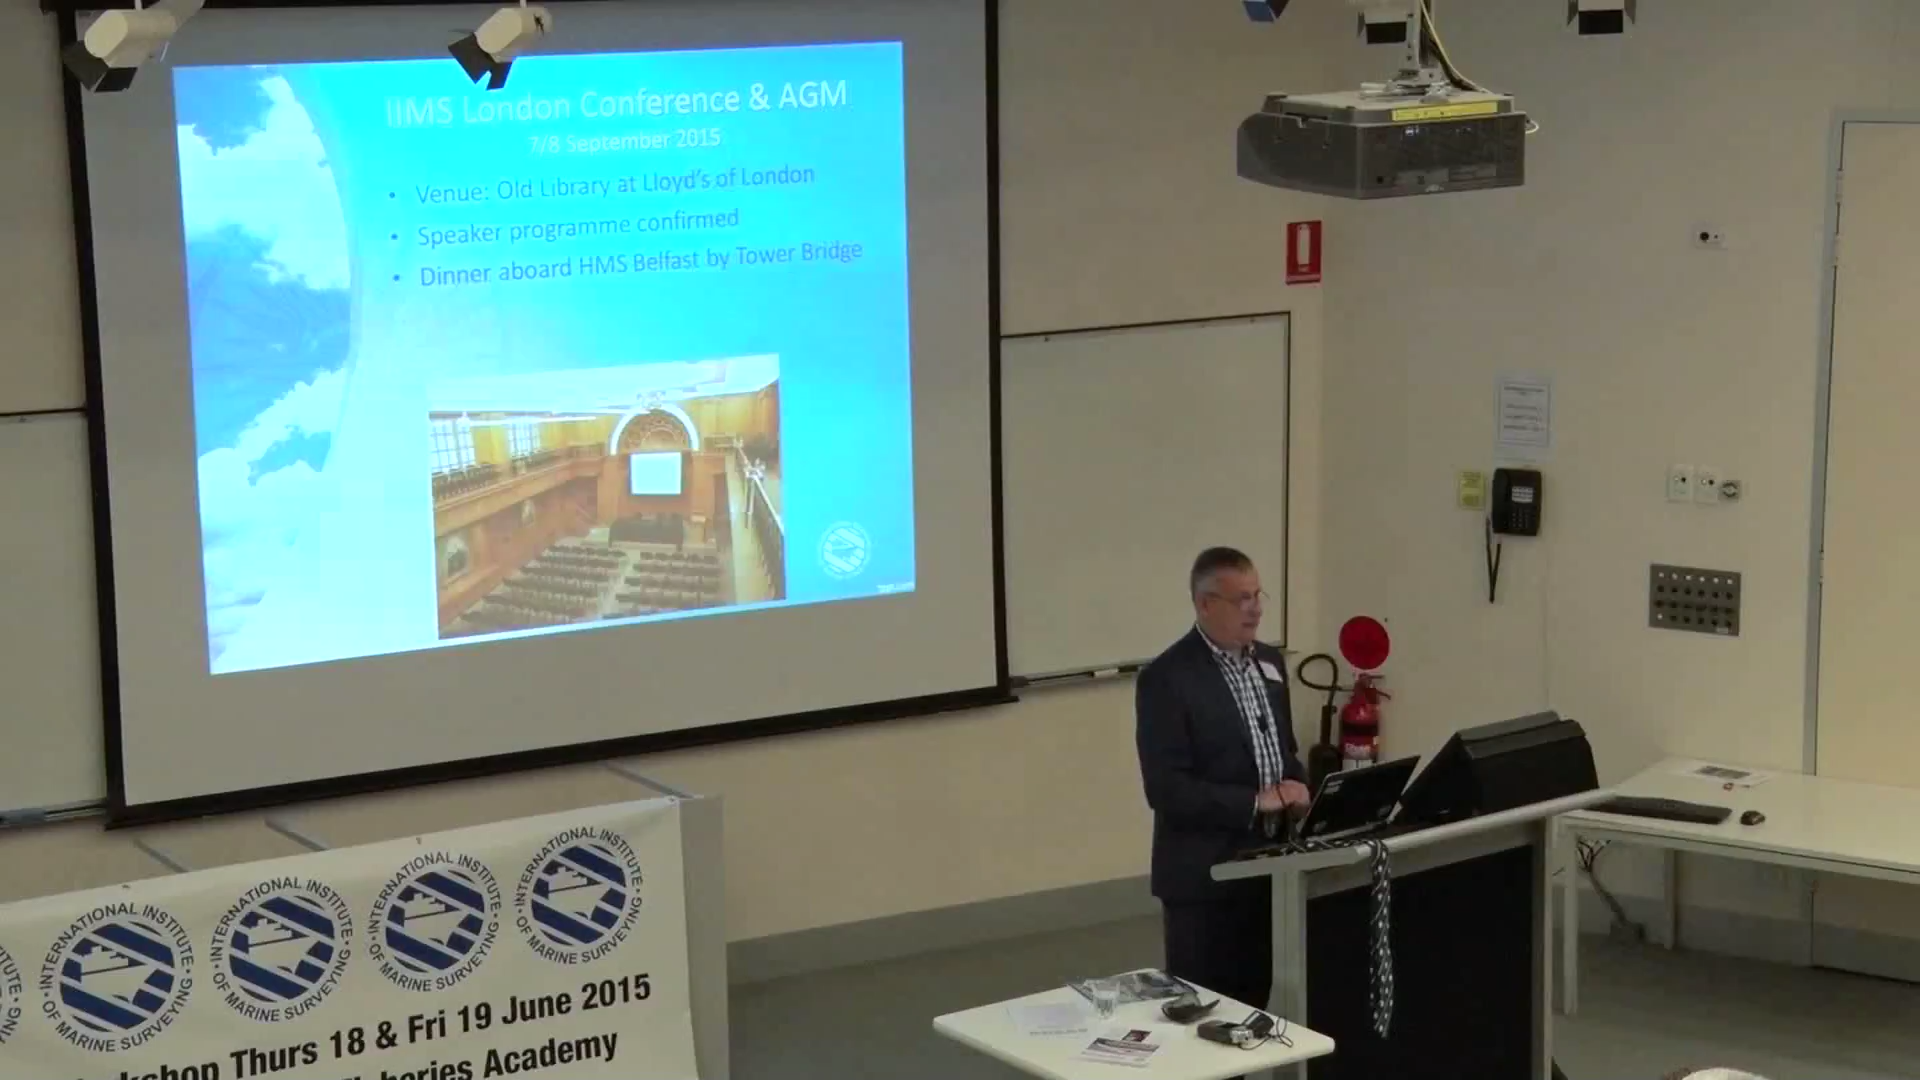 IIMS London Conference & AGM
7/8 September 2015
• Venue: Old Library at Lloyd's of London
• Speaker programme confirmed
• Dinner aboard HMS Belfast by Tower Bridge
INTERNATIONAL INSTITUTE
OF MARINE SURVEYING
INTERNATIONAL INSTITUTE
OF MARINE SURVEYING
INTERNATIONAL INSTITUTE
OF MARINE SURVEYING
INTERNATIONAL INSTITUTE
OF MARINE SURVEYING
Thurs 18 & Fri 19 June 2015
Academy